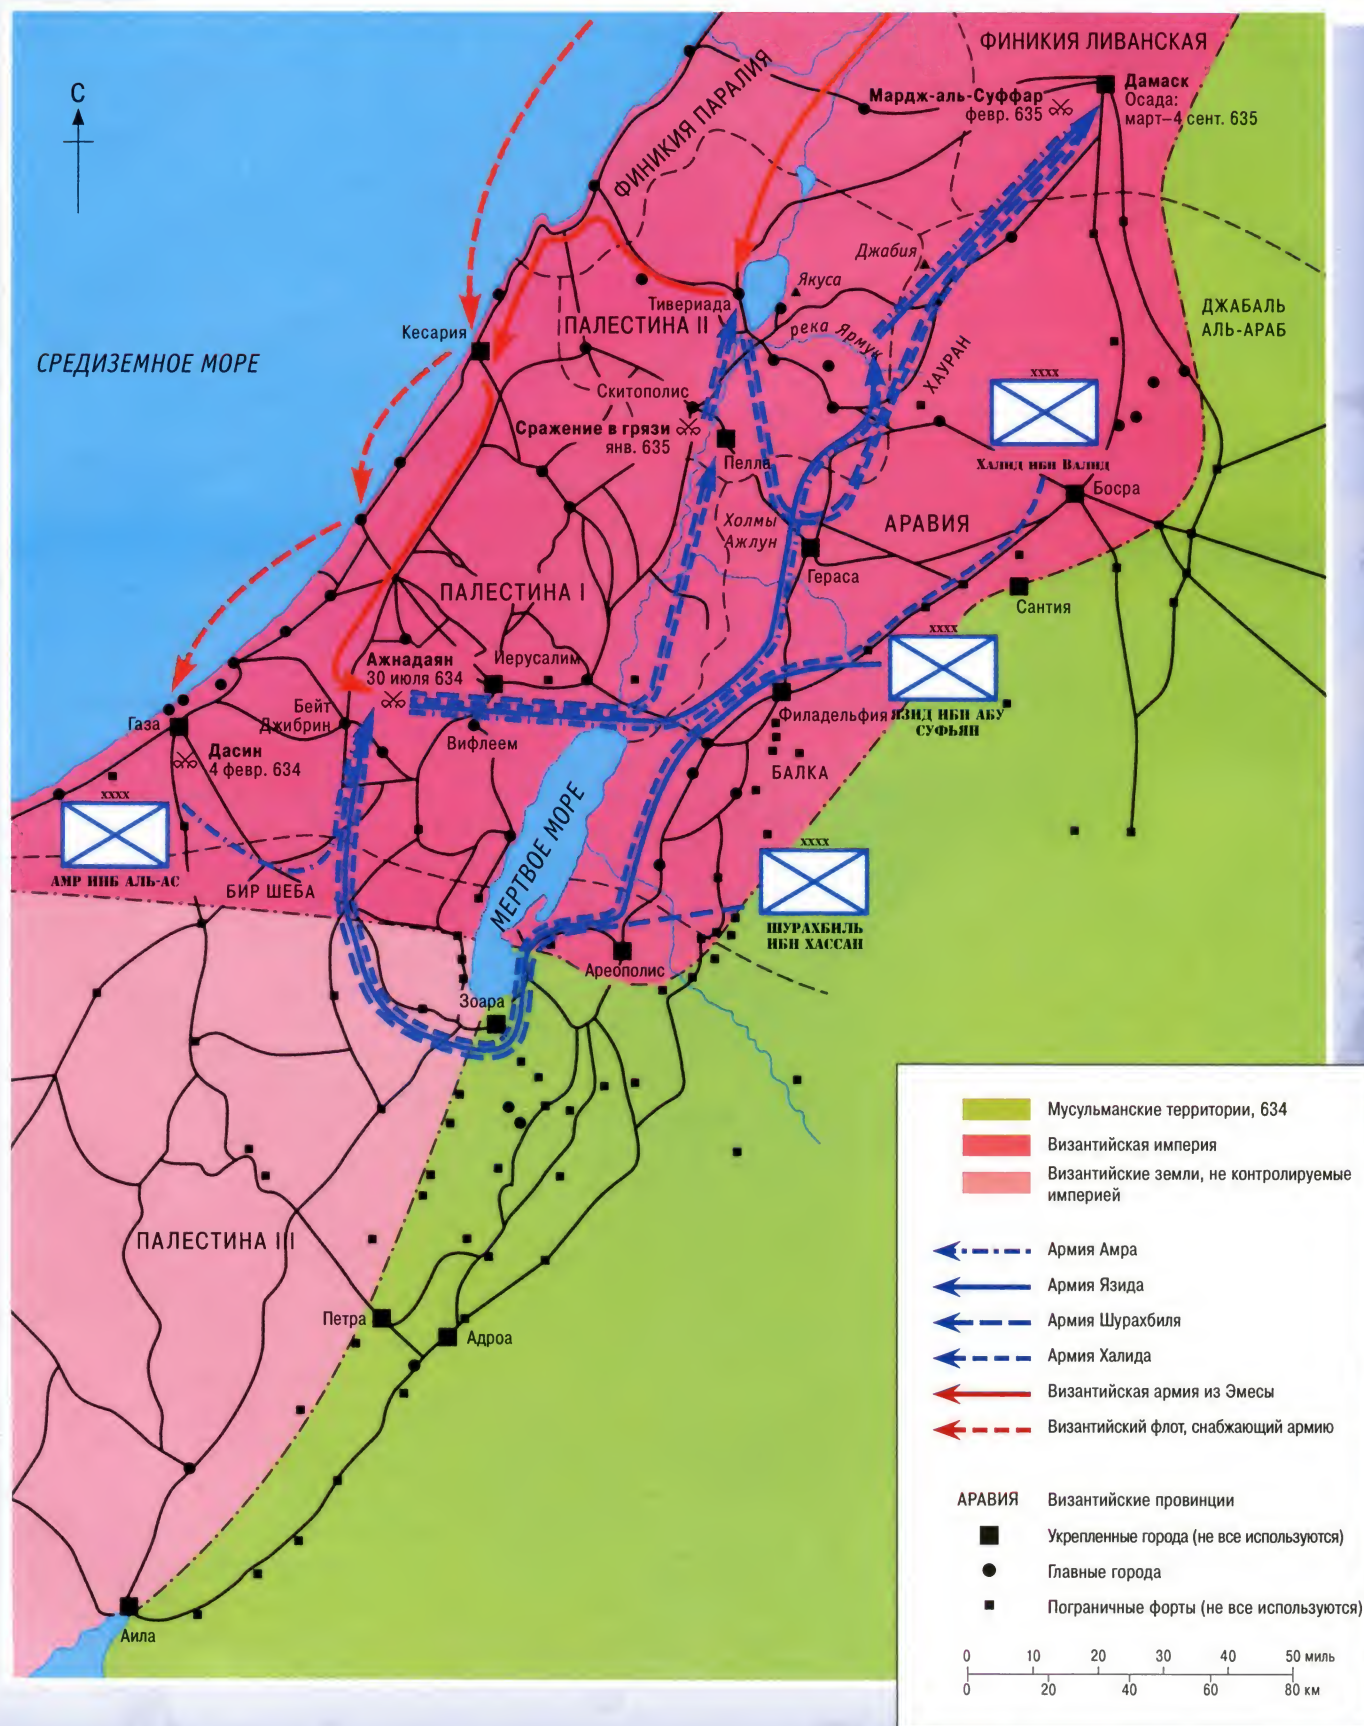 ФИНИКИЯ ЛИВАНСКАЯ
С
ФИНИКИЯ ПАРАЛИЯ
Мардж-аль-Суффар
февр. 635
Дамаск
Осада:
март–4 сент. 635
Джабия
Якуса
Тивериада
ДЖАБАЛЬ
АЛЬ-АРАБ
Кесария
ПАЛЕСТИНА II
река Ярмук
СРЕДИЗЕМНОЕ МОРЕ
ХАУРАН
Скитополис
XXXX
Сражение в грязи
янв. 635
Пелла
ХАЛИД ИБН ВАЛИД
Босра
Холмы
Ажлун
АРАВИЯ
Гераса
ПАЛЕСТИНА I
Сантия
XXXX
Ажнадаян
30 июля 634
Иерусалим
Бейт
Джибрин
Газа
Филадельфия
ЯЗИД ИБН АБУ
СУФЬЯН
Вифлеем
Дасин
4 февр. 634
БАЛКА
XXXX
МЕРТВОЕ МОРЕ
XXXX
АМР ИНБ АЛЬ-АС
БИР ШЕБА
ШУРАХБИЛЬ
ИБН ХАССАН
Ареополис
Зоара
ПАЛЕСТИНА III
Петра
Адроа
Аила
Мусульманские территории, 634
Византийская империя
Византийские земли, не контролируемые
империей
Армия Амра
Армия Язида
Армия Шурахбиля
Армия Халида
Византийская армия из Эмесы
Византийский флот, снабжающий армию
АРАВИЯ Византийские провинции
Укрепленные города (не все используются)
Главные города
Пограничные форты (не все используются)
0 10 20 30 40 50 миль
0 20 40 60 80 км